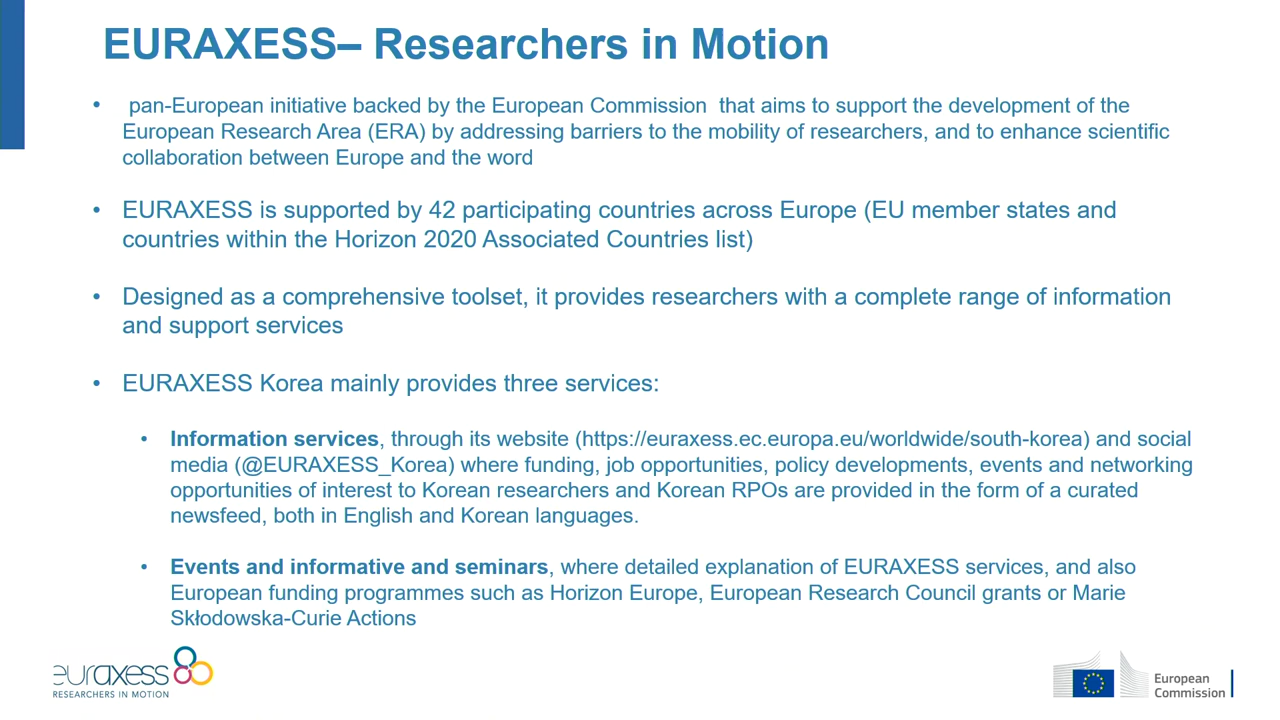 EURAXESS– Researchers in Motion
• pan-European initiative backed by the European Commission that aims to support the development of the
European Research Area (ERA) by addressing barriers to the mobility of researchers, and to enhance scientific
collaboration between Europe and the word
• EURAXESS is supported by 42 participating countries across Europe (EU member states and
countries within the Horizon 2020 Associated Countries list)
• Designed as a comprehensive toolset, it provides researchers with a complete range of information
and support services
• EURAXESS Korea mainly provides three services:
• Information services, through its website (https://euraxess.ec.europa.eu/worldwide/south-korea) and social
media (@EURAXESS_Korea) where funding, job opportunities, policy developments, events and networking
opportunities of interest to Korean researchers and Korean RPOs are provided in the form of a curated
newsfeed, both in English and Korean languages.
• Events and informative and seminars, where detailed explanation of EURAXESS services, and also
European funding programmes such as Horizon Europe, European Research Council grants or Marie
Skłodowska-Curie Actions
euraxess
RESEARCHERS IN MOTION
European
Commission